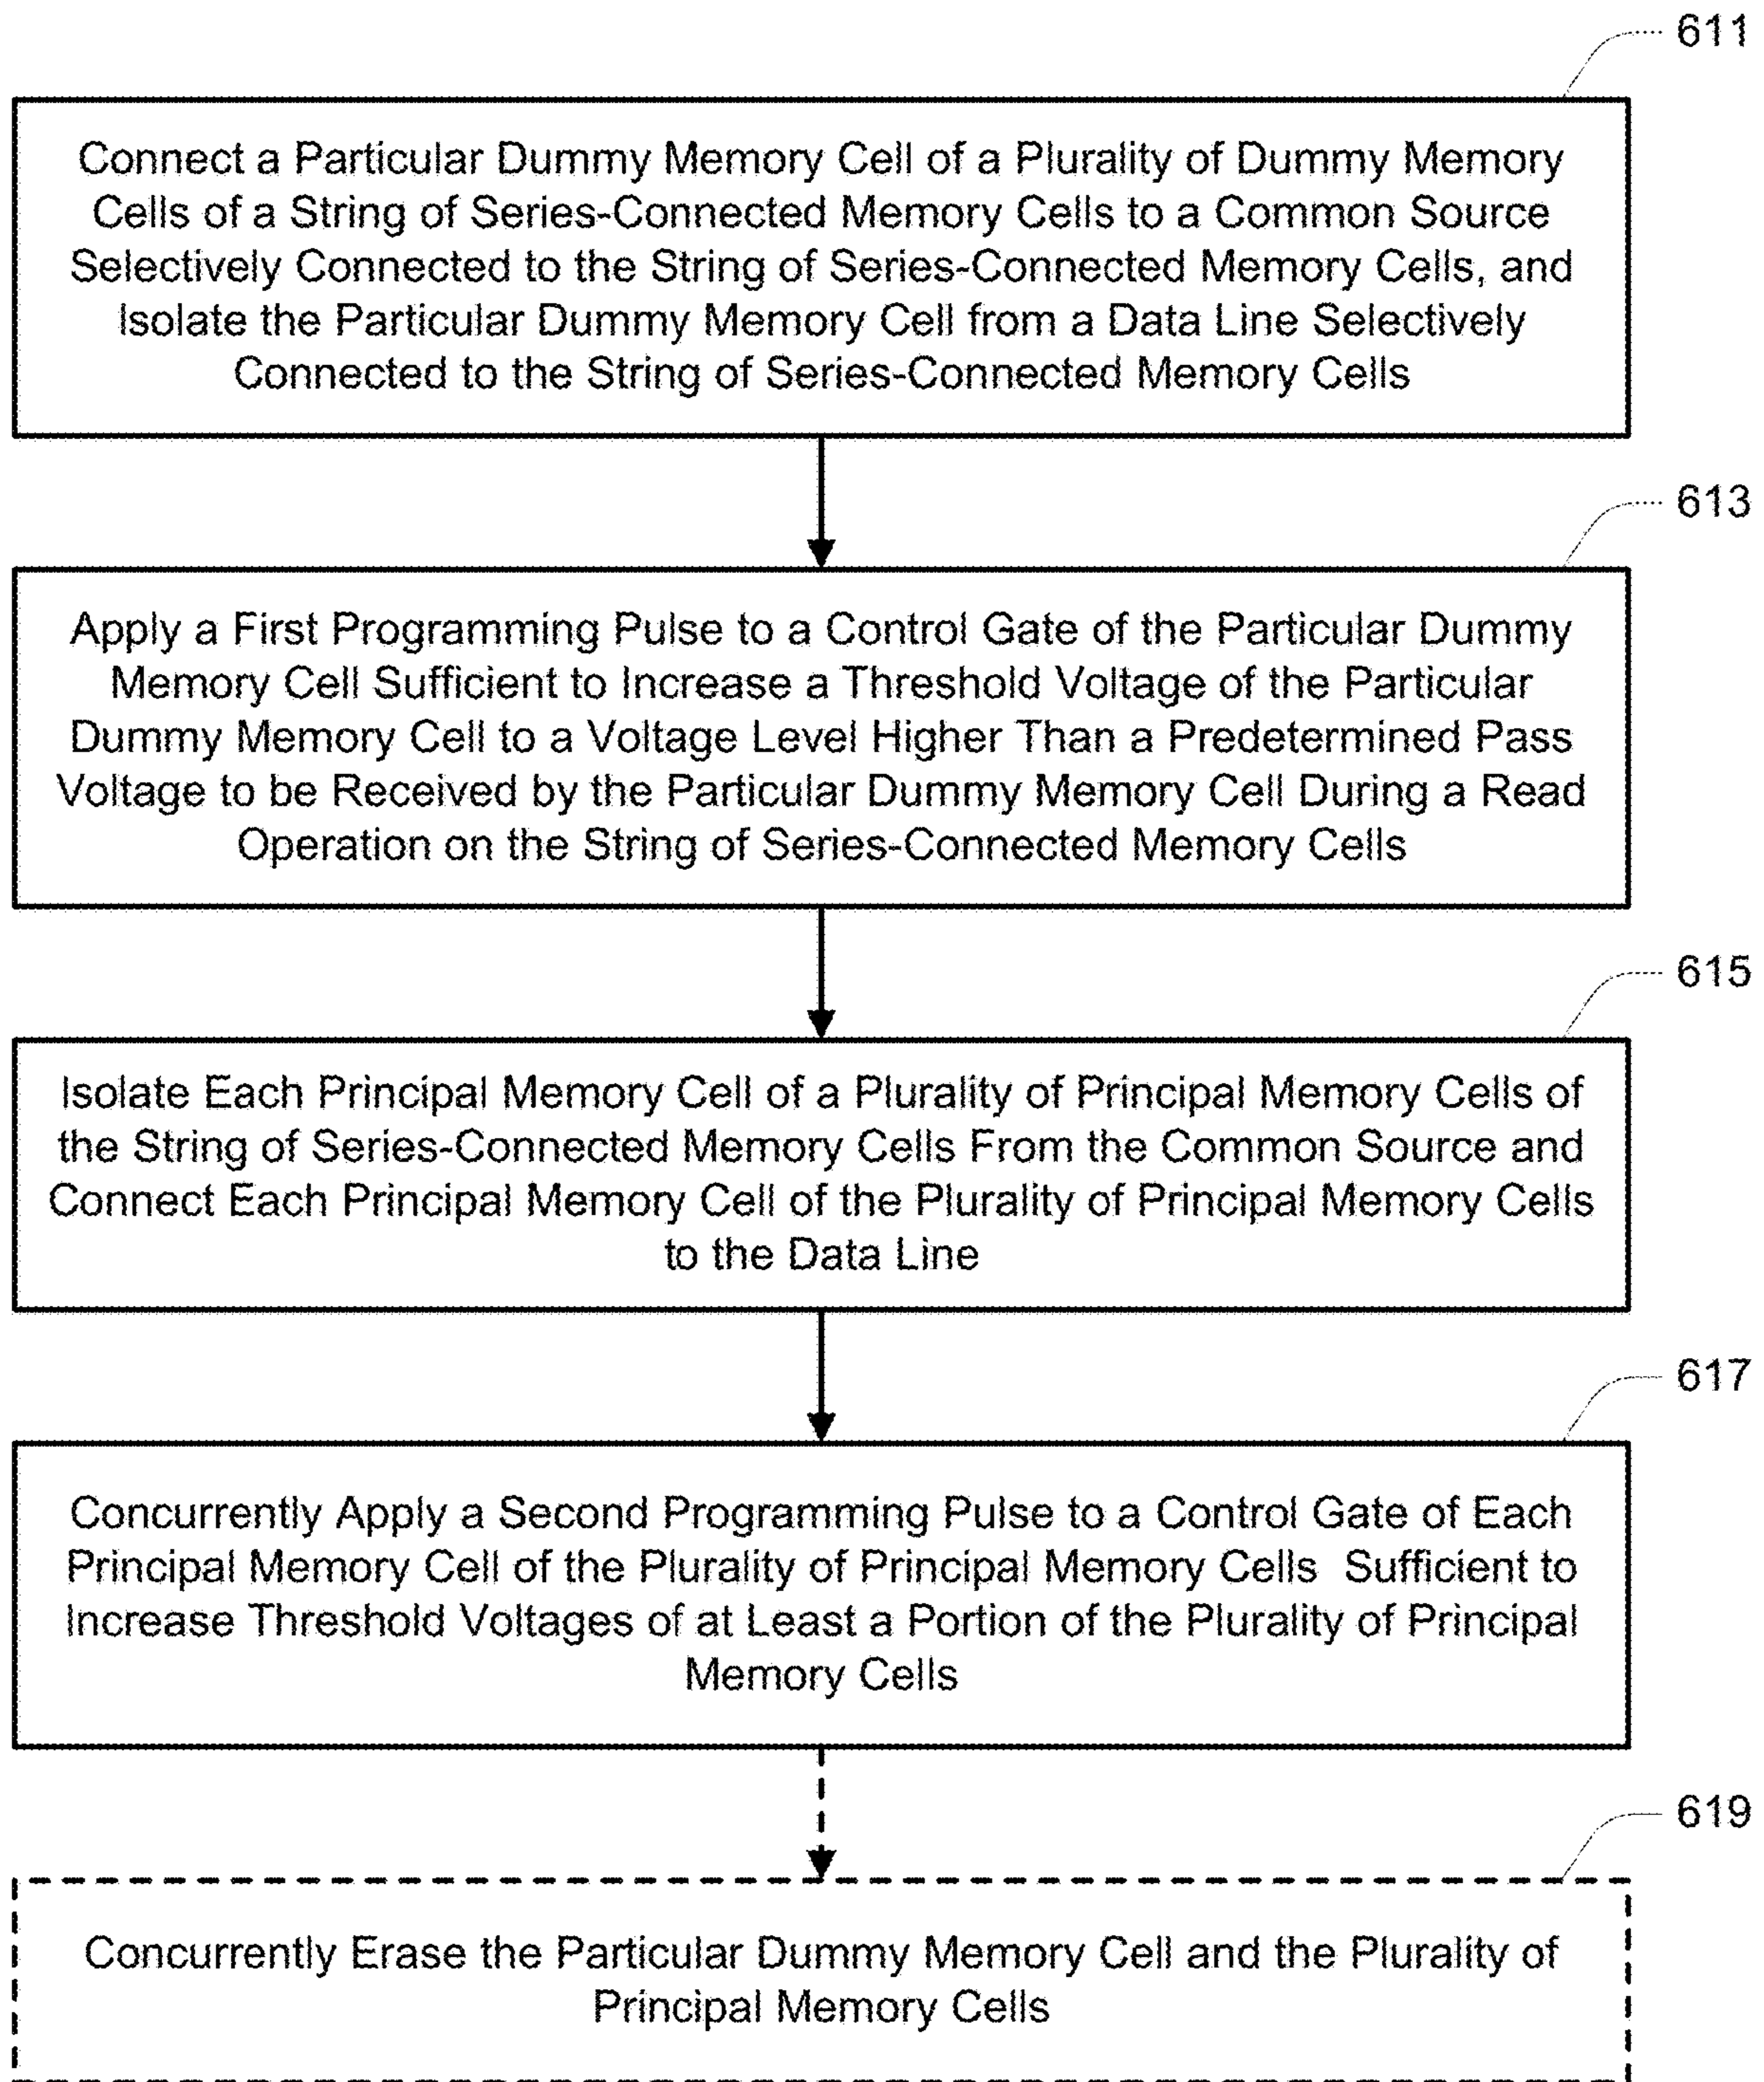 611
Connect a Particular Dummy Memory Cell of a Plurality of Dummy Memory
Cells of a String of Series-Connected Memory Cells to a Common Source
Selectively Connected to the String of Series-Connected Memory Cells, and
Isolate the Particular Dummy Memory Cell from a Data Line Selectively
Connected to the String of Series-Connected Memory Cells
613
Apply a First Programming Pulse to a Control Gate of the Particular Dummy
Memory Cell Sufficient to Increase a Threshold Voltage of the Particular
Dummy Memory Cell to a Voltage Level Higher Than a Predetermined Pass
Voltage to be Received by the Particular Dummy Memory Cell During a Read
Operation on the String of Series-Connected Memory Cells
615
Isolate Each Principal Memory Cell of a Plurality of Principal Memory Cells of
the String of Series-Connected Memory Cells From the Common Source and
Connect Each Principal Memory Cell of the Plurality of Principal Memory Cells
to the Data Line
617
Concurrently Apply a Second Programming Pulse to a Control Gate of Each
Principal Memory Cell of the Plurality of Principal Memory Cells Sufficient to
Increase Threshold Voltages of at Least a Portion of the Plurality of Principal
Memory Cells
619
Concurrently Erase the Particular Dummy Memory Cell and the Plurality of
Principal Memory Cells